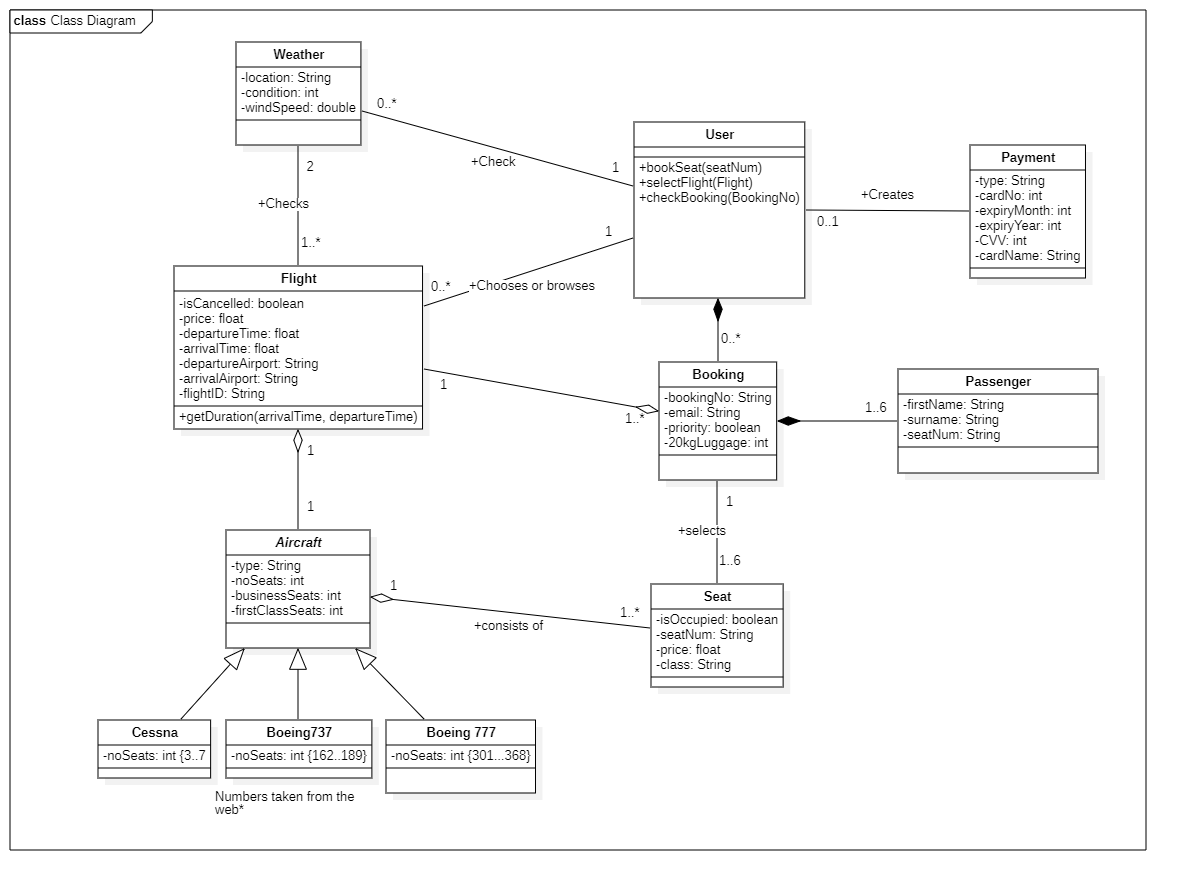 class Class Diagram
Weather
-location: String
-condition: int
-windSpeed: double
0..*
+Check
1
User
+bookSeat(seatNum)
+selectFlight(Flight)
+checkBooking(BookingNo)
+Creates
0..1
Payment
-type: String
-cardNo: int
-expiryMonth: int
-expiryYear: int
-CVV: int
-cardName: String
2
+Checks
1..*
1
0..*
+Chooses or browses
Flight
-isCancelled: boolean
-price: float
-departureTime: float
-arrivalTime: float
-departureAirport: String
-arrivalAirport: String
-flightID: String
+getDuration(arrivalTime, departureTime)
0..*
1
1..*
Booking
-bookingNo: String
-email: String
-priority: boolean
-20kgLuggage: int
1..6
Passenger
-firstName: String
-surname: String
-seatNum: String
1
1
1
+selects
1..6
Aircraft
-type: String
-noSeats: int
-businessSeats: int
-firstClassSeats: int
1
+consists of
1..*
Seat
-isOccupied: boolean
-seatNum: String
-price: float
-class: String
Cessna
-noSeats: int {3..7
Boeing737
-noSeats: int {162..189}
Boeing 777
-noSeats: int {301...368}
Numbers taken from the
web*